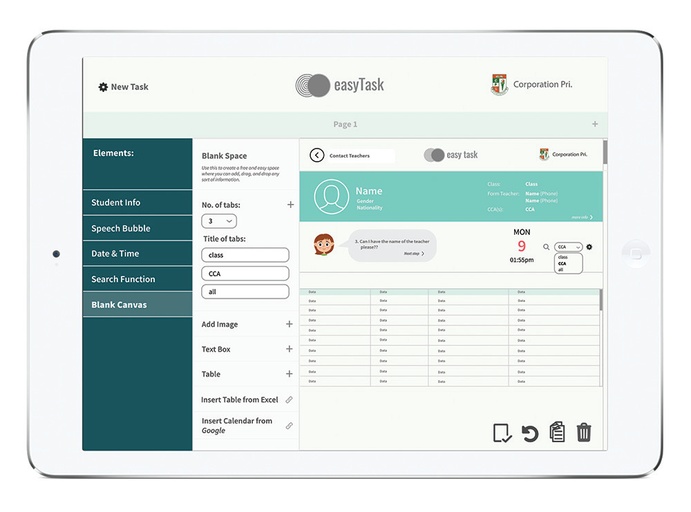 New Task
easyTask
Corporation Pri.
Page 1
+
Elements:
Student Info
Speech Bubble
Date & Time
Search Function
Blank Canvas
Blank Space
Use this to create a free and easy space
where you can add, drag, and drop any
sort of information.
No. of tabs: +
3
Title of tabs:
class
CCA
all
Add Image +
Text Box +
Table +
Insert Table from Excel
Insert Calendar from
Google
Contact Teachers
easy task
Corporation Pri.
Name
Gender
Nationality
Class: Class
Form Teacher: Name (Phone)
Name (Phone)
CCA(s): CCA
3. Can I have the name of the teacher
please??
Next step
MON
9
01:55pm
CCA
class
CCA
all
Data Data Data Data
Data Data Data Data
Data Data Data Data
Data Data Data Data
Data Data Data Data
Data Data Data Data
Data Data Data Data
Data Data Data Data
Data Data Data Data
Data Data Data Data